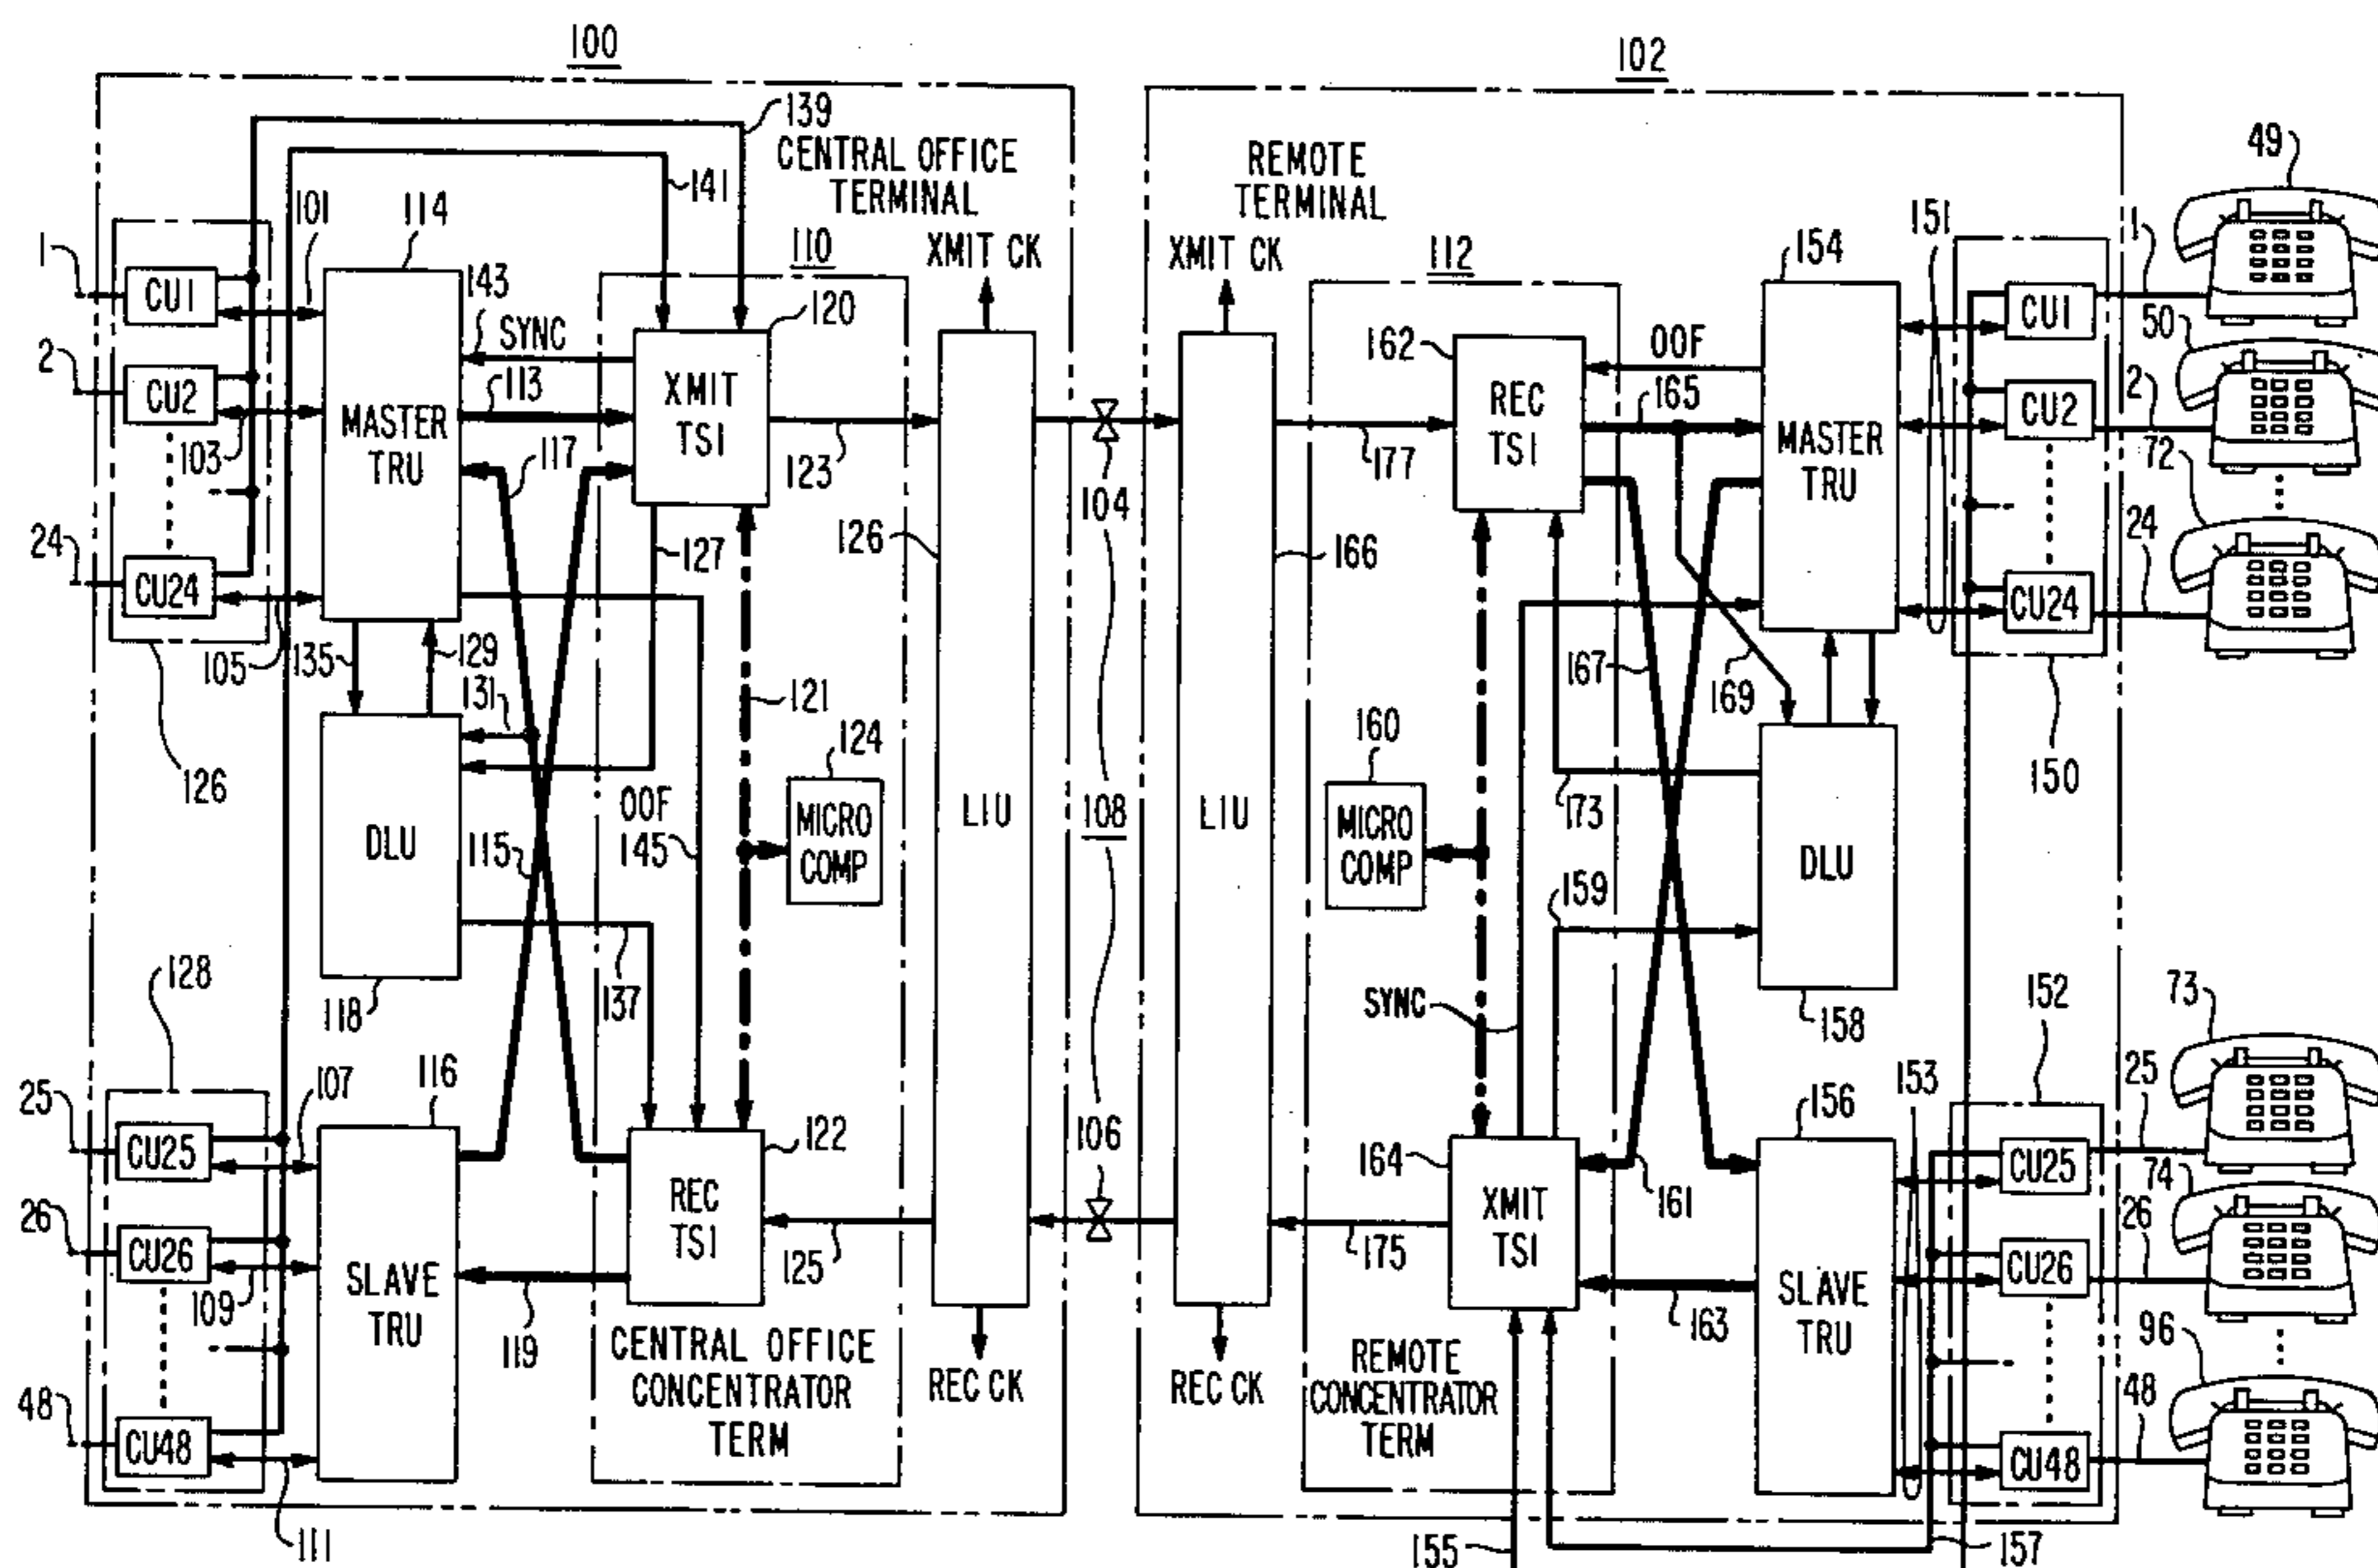 100
102
139
CENTRAL OFFICE
TERMINAL
REMOTE
TERMINAL
49
141
101
114
110
XMIT CK
XMIT CK
112
154
151
1
1
CU1
143
SYNC
120
162
OOF
CU1
50
2
CU2
103
MASTER
TRU
113
117
XMIT
TSI
123
104
177
REC
TSI
165
MASTER
TRU
CU2
2
72
24
CU24
105
135
129
131
127
126
166
167
169
CU24
24
126
121
124
160
150
DLU
115
OOF
145
MICRO
COMP
LIU
108
LIU
MICRO
COMP
173
159
DLU
128
118
137
SYNC
158
152
73
25
CU25
107
116
122
106
164
156
153
CU25
25
74
26
CU26
109
SLAVE
TRU
119
REC
TSI
125
175
XMIT
TSI
161
163
SLAVE
TRU
CU26
26
96
48
CU48
111
CENTRAL OFFICE
CONCENTRATOR
TERM
REC CK
REC CK
REMOTE
CONCENTRATOR
TERM
CU48
48
155
157